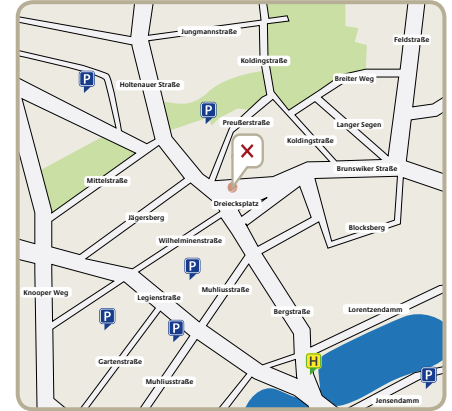 Jungmannstraße
Feldstraße
Koldingstraße
Breiter Weg
P
Holtenauer Straße
P
Preußerstraße
Langer Segen
Koldingstraße
Brunswiker Straße
Mittelstraße
Dreiecksplatz
Jägersberg
Blocksberg
Wilhelminenstraße
P
Knooper Weg
Muhliusstraße
Legienstraße
Bergstraße
Lorentzendamm
P
P
Gartenstraße
H
P
Muhliusstraße
Jensendamm